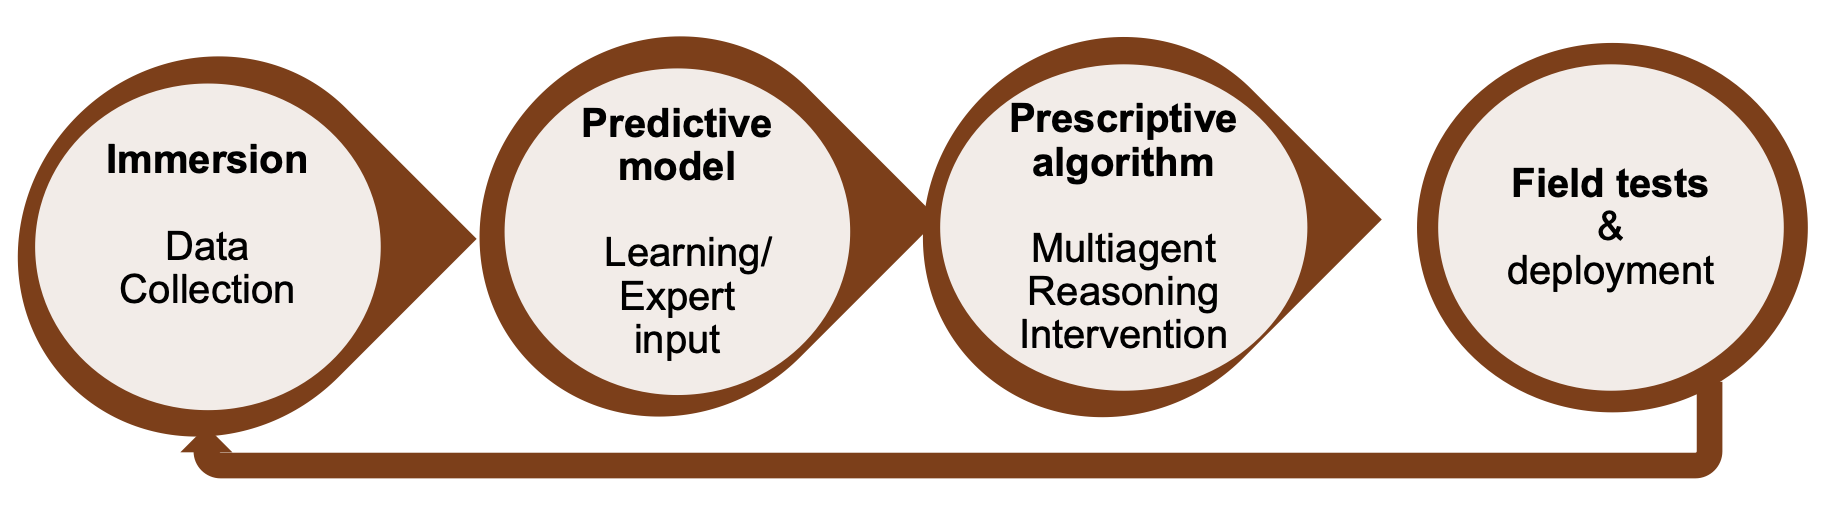 Immersion
Data
Collection
Predictive
model
Learning/
Expert
input
Prescriptive
algorithm
Multiagent
Reasoning
Intervention
Field tests
&
deployment